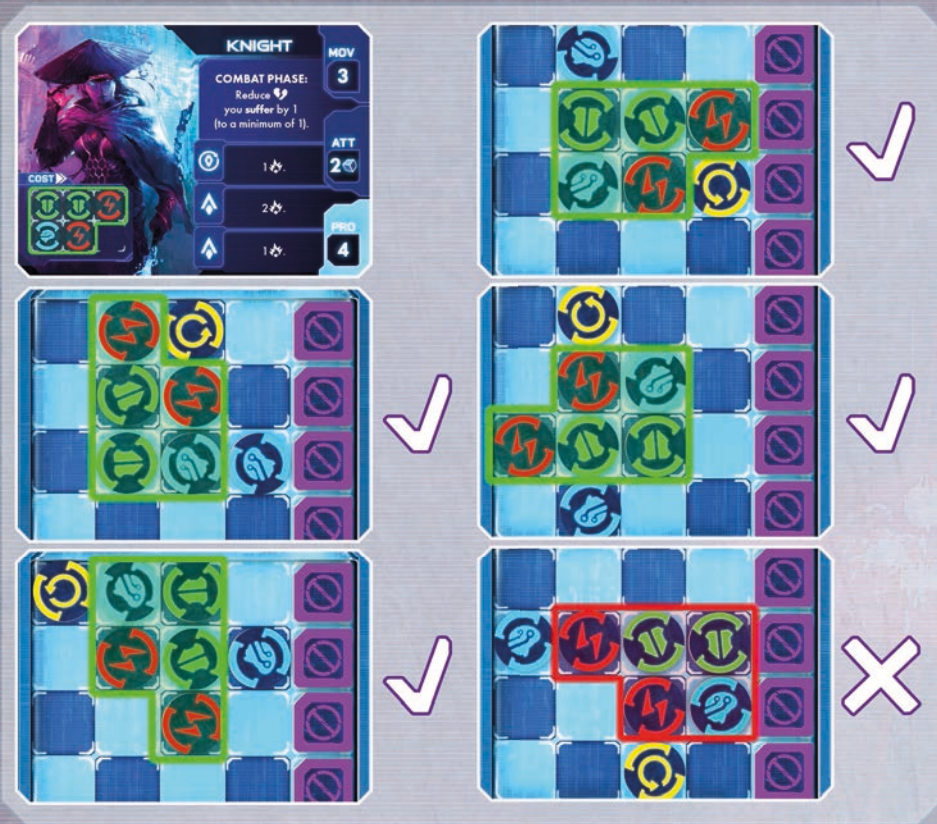 KNIGHT
MOV
3
COMBAT PHASE:
Reduce
you suffer by 1
(to a minimum of 1).
ATT
2
1 .
COST
2 .
PRO
4
1 .